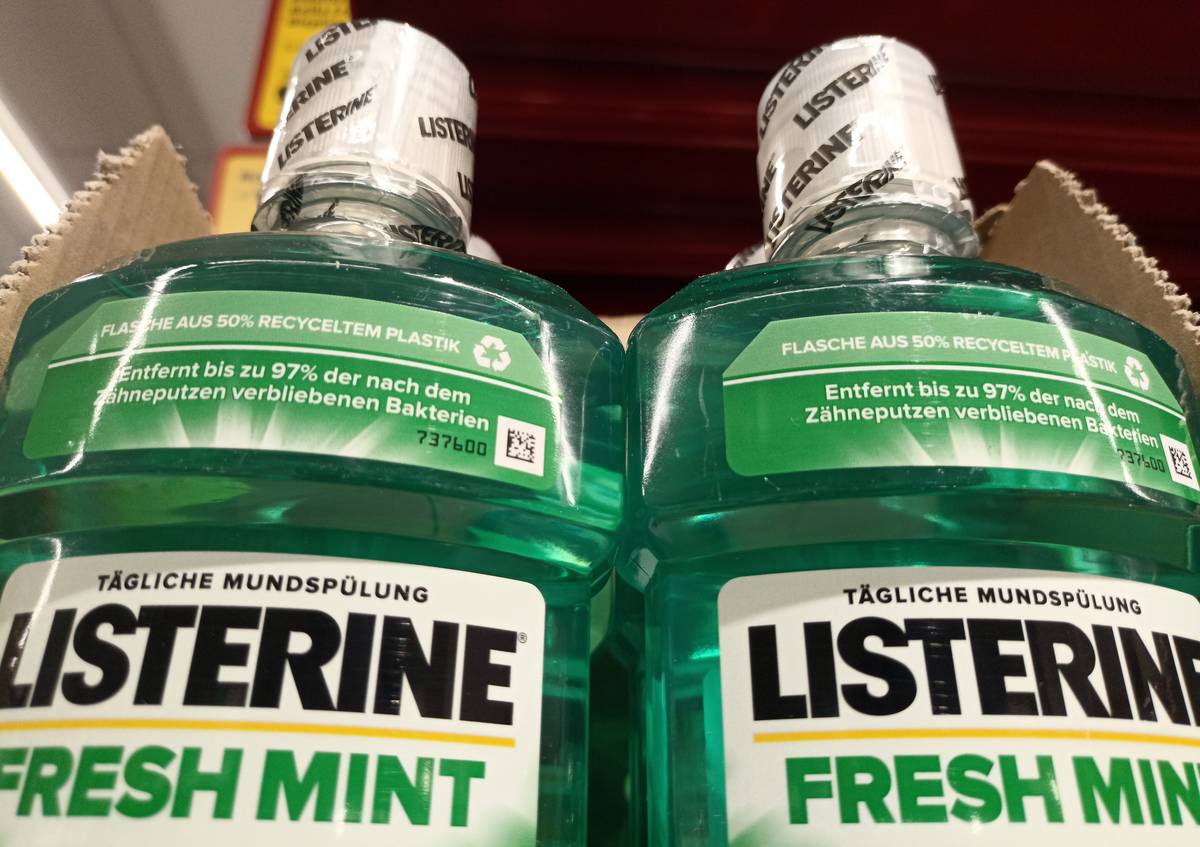 LISTERINE
LISTERINE
LISTERINE
FLASCHE AUS 50% RECYCELTEM PLASTIK
Entfernt bis zu 97% der nach dem
Zähneputzen verbliebenen Bakterien
737600
TÄGLICHE MUNDSPÜLUNG
LISTERINE®
FRESH MINT
LISTERINE
LISTERINE
LISTERINE
FLASCHE AUS 50% RECYCELTEM PLASTIK
Entfernt bis zu 97% der nach dem
Zähneputzen verbliebenen Bakterien
737600
TÄGLICHE MUNDSPÜLUNG
LISTERINE
FRESH MIN